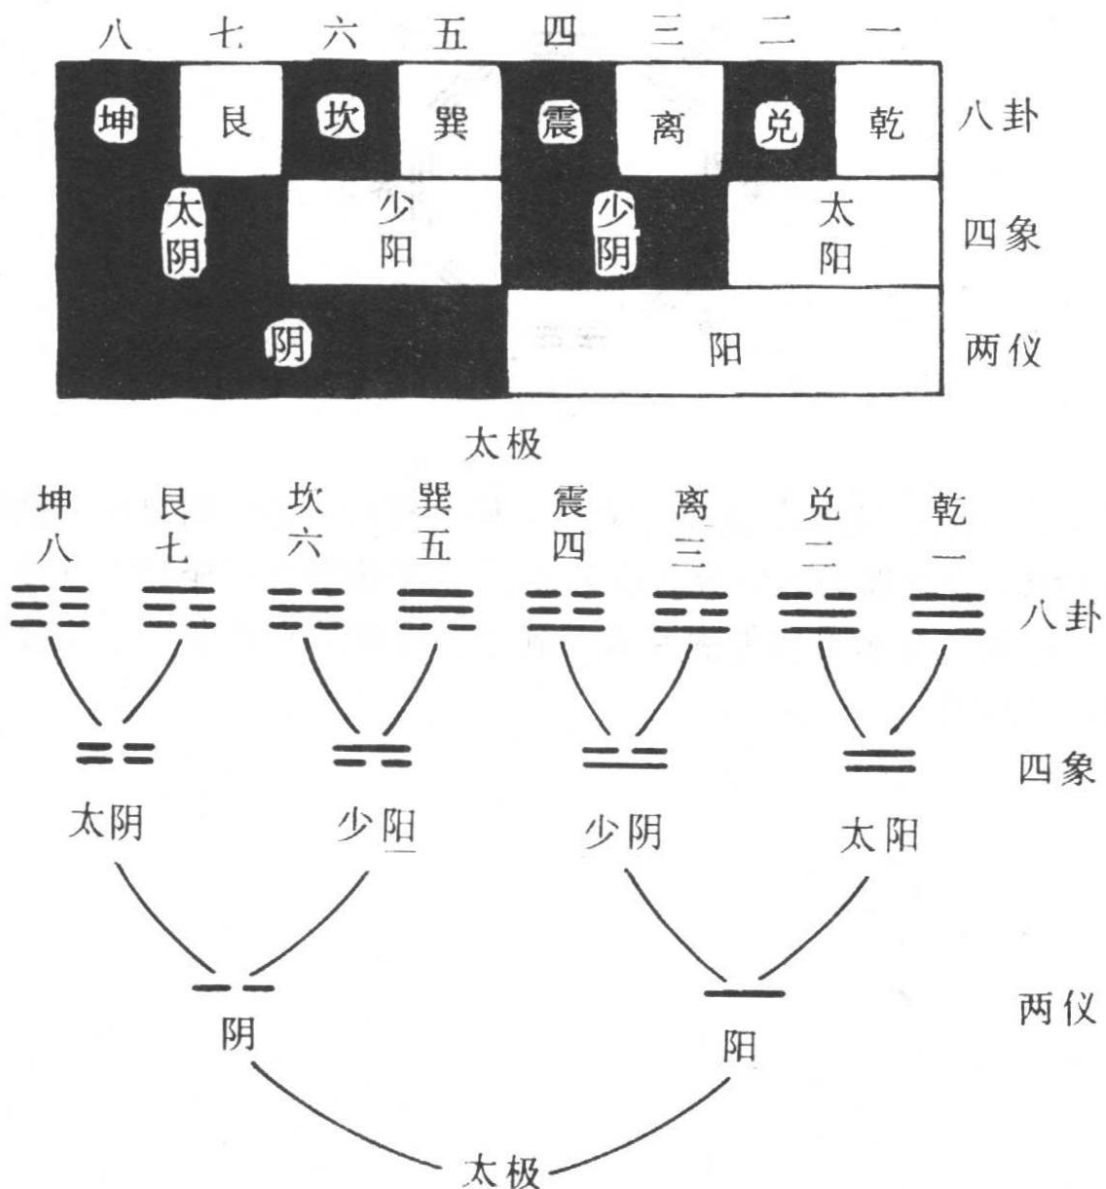 八 七 六 五 四 三 二 一
坤 艮 坎 巽 震 离 兑 乾 八卦
太阴 少阳 少阴 太阳 四象
阴 阳 两仪
太极
坤八 艮七 坎六 巽五 震四 离三 兑二 乾一
八卦
四象
太阴 少阳 少阴 太阳
两仪
阴 阳
太极